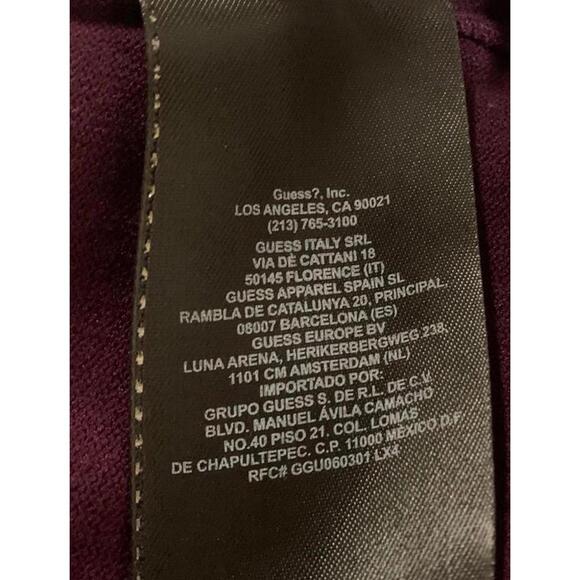 Guess?, Inc.
LOS ANGELES, CA 90021
(213) 765-3100
GUESS ITALY SRL
VIA DÈ CATTANI 18
50145 FLORENCE (IT)
GUESS APPAREL SPAIN SL
RAMBLA DE CATALUNYA 20, PRINCIPAL,
08007 BARCELONA (ES)
GUESS EUROPE BV
LUNA ARENA, HERIKERBERGWEG 238,
1101 CM AMSTERDAM (NL)
IMPORTADO POR:
GRUPO GUESS S. DE R.L. DE C.V.
BLVD. MANUEL ÁVILA CAMACHO
NO.40 PISO 21. COL. LOMAS
DE CHAPULTEPEC. C.P. 11000 MÉXICO D.F.
RFC# GGU060301 LX4